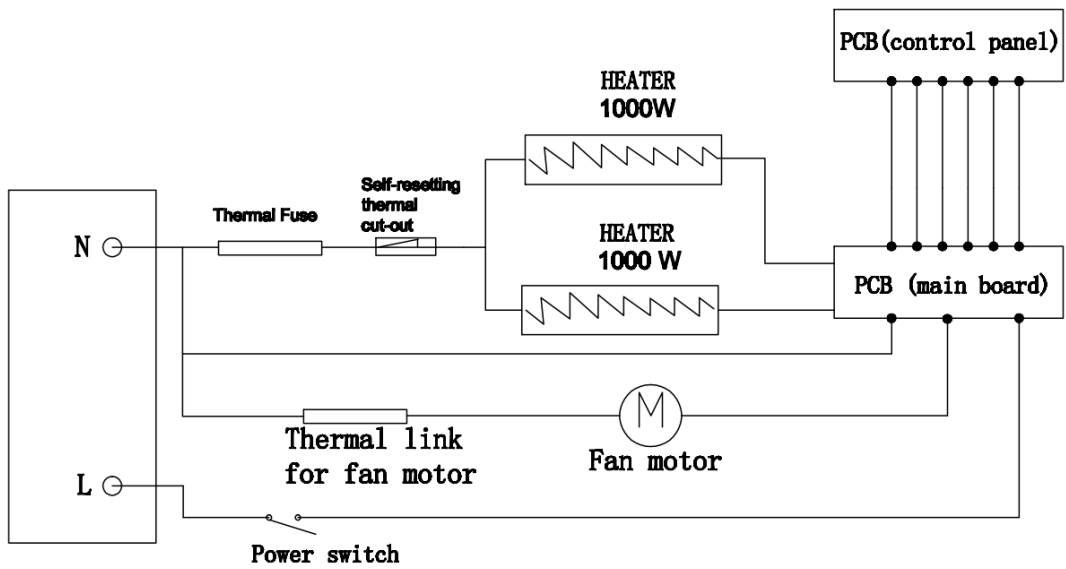 PCB(control panel)
HEATER
1000W
Self-resetting
thermal
cut-out
Thermal Fuse
N
HEATER
1000 W
PCB (main board)
M
Thermal link
for fan motor
Fan motor
L
Power switch